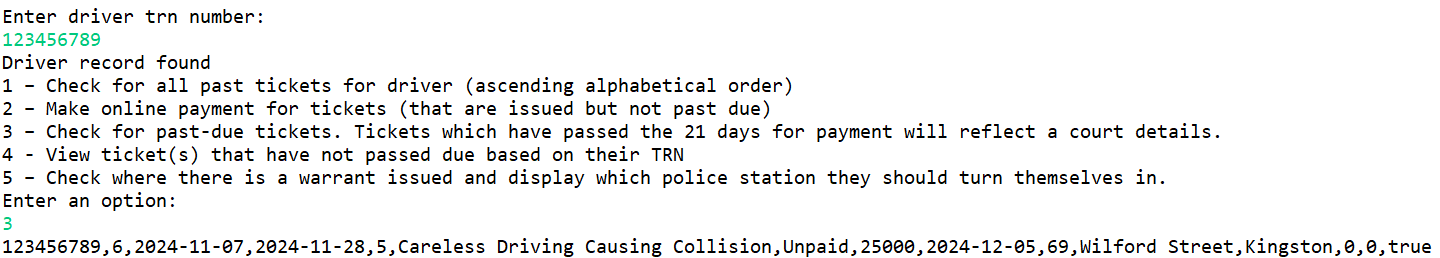 Enter driver trn number:
123456789
Driver record found
1 – Check for all past tickets for driver (ascending alphabetical order)
2 – Make online payment for tickets (that are issued but not past due)
3 – Check for past-due tickets. Tickets which have passed the 21 days for payment will reflect a court details.
4 - View ticket(s) that have not passed due based on their TRN
5 – Check where there is a warrant issued and display which police station they should turn themselves in.
Enter an option:
3
123456789,6,2024-11-07,2024-11-28,5,Careless Driving Causing Collision,Unpaid,25000,2024-12-05,69,Wilford Street,Kingston,0,0,true